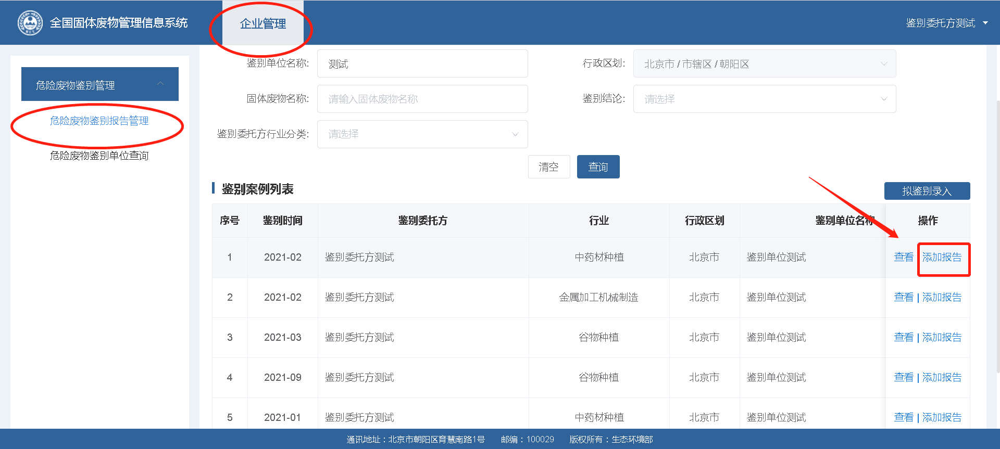 全国固体废物管理信息系统 企业管理 鉴别委托方测试
危险废物鉴别管理
危险废物鉴别报告管理
危险废物鉴别单位查询
鉴别单位名称: 测试 行政区划: 北京市 / 市辖区 / 朝阳区
固体废物名称: 请输入固体废物名称 鉴别结论: 请选择
鉴别委托方行业分类: 请选择
清空 查询
鉴别案例列表 拟鉴别录入
序号 鉴别时间 鉴别委托方 行业 行政区划 鉴别单位名称 操作
1 2021-02 鉴别委托方测试 中药材种植 北京市 鉴别单位测试 查看 添加报告
2 2021-02 鉴别委托方测试 金属加工机械制造 北京市 鉴别单位测试 查看 | 添加报告
3 2021-03 鉴别委托方测试 谷物种植 北京市 鉴别单位测试 查看 | 添加报告
4 2021-09 鉴别委托方测试 谷物种植 北京市 鉴别单位测试 查看 | 添加报告
5 2021-01 鉴别委托方测试 中药材种植 北京市 鉴别单位测试 查看 | 添加报告
通讯地址：北京市朝阳区育慧南路1号 邮编：100029 版权所有：生态环境部